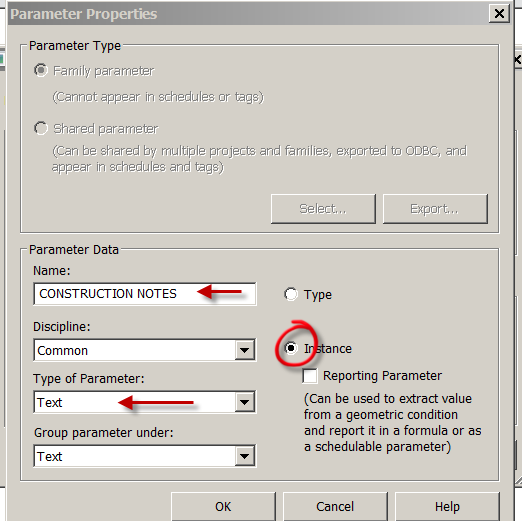 Parameter Properties
Parameter Type
Family parameter
(Cannot appear in schedules or tags)
Shared parameter
(Can be shared by multiple projects and families, exported to ODBC, and
appear in schedules and tags)
Select...
Export...
Parameter Data
Name:
CONSTRUCTION NOTES
Type
Discipline:
Common
Instance
Type of Parameter:
Reporting Parameter
Text
(Can be used to extract value
from a geometric condition
and report it in a formula or as
a schedulable parameter)
Group parameter under:
Text
OK
Cancel
Help